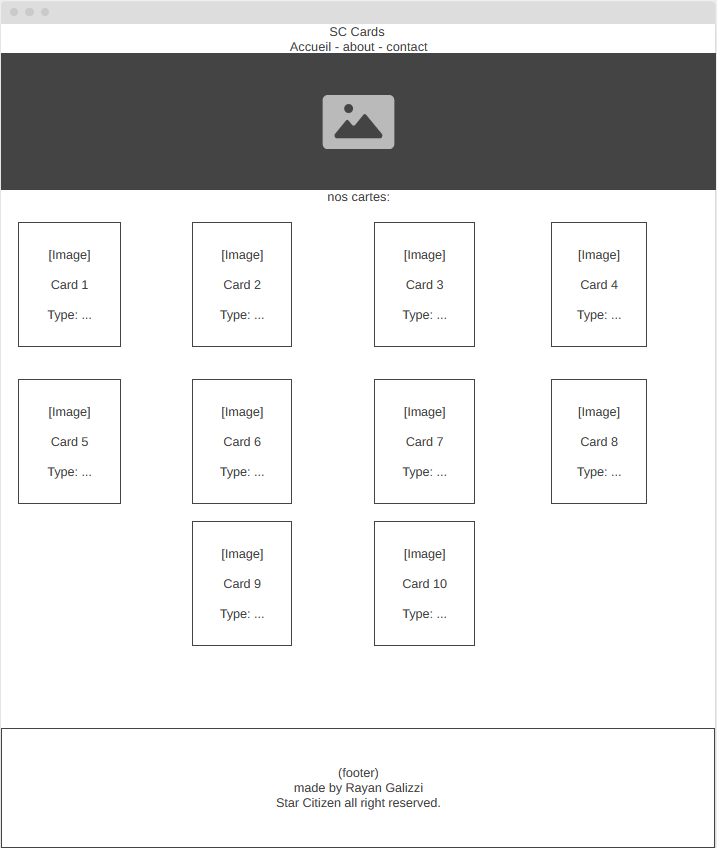 SC Cards
Accueil - about - contact
nos cartes:
[Image]
Card 1
Type: ...
[Image]
Card 2
Type: ...
[Image]
Card 3
Type: ...
[Image]
Card 4
Type: ...
[Image]
Card 5
Type: ...
[Image]
Card 6
Type: ...
[Image]
Card 7
Type: ...
[Image]
Card 8
Type: ...
[Image]
Card 9
Type: ...
[Image]
Card 10
Type: ...
(footer)
made by Rayan Galizzi
Star Citizen all right reserved.